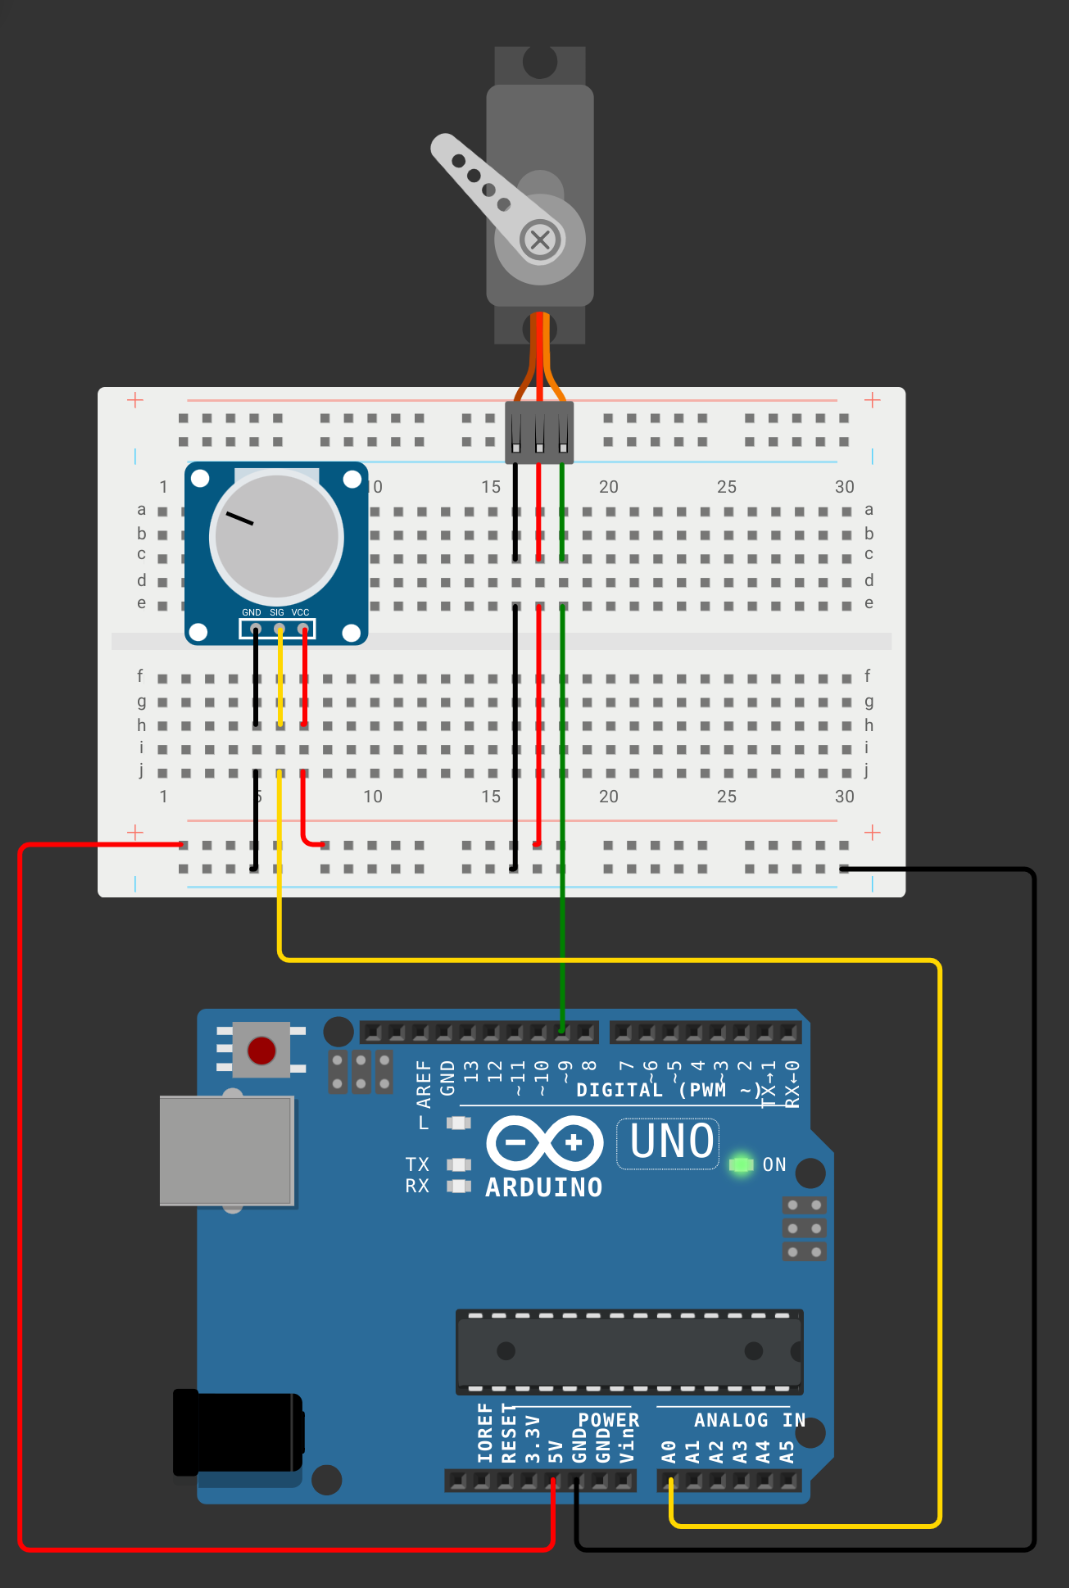 + +
| |
1 10 15 20 25 30
a a
b b
c c
d d
e e
GND SIG VCC
f f
g g
h h
i i
j j
1 5 10 15 20 25 30
+ +
| |
AREF GND 13 12 ~11 ~10 ~9 8 7 ~6 ~5 4 ~3 2 TX→1 RX←0
DIGITAL (PWM ~)
L
UNO
TX ON
RX ARDUINO
POWER ANALOG IN
IOREF RESET 3.3V 5V GND GND Vin A0 A1 A2 A3 A4 A5